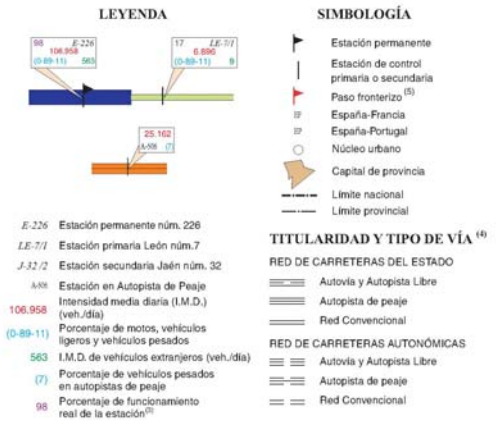 LEYENDA
98 E-226
106.958
(0-89-11) 563
17 LE-7/1
6.896
(0-89-11) 9
25.162
A-506 (7)
E-226 Estación permanente núm. 226
LE-7/1 Estación primaria León núm.7
J-32/2 Estación secundaria Jaén núm. 32
A-506 Estación en Autopista de Peaje
106.958 Intensidad media diaria (I.M.D.)
(veh./día)
(0-89-11) Porcentaje de motos, vehículos
ligeros y vehículos pesados
563 I.M.D. de vehículos extranjeros (veh./día)
(7) Porcentaje de vehículos pesados
en autopistas de peaje
98 Porcentaje de funcionamiento
real de la estación(3)
SIMBOLOGÍA
Estación permanente
Estación de control
primaria o secundaria
Paso fronterizo (5)
España-Francia
España-Portugal
Núcleo urbano
Capital de provincia
Límite nacional
Límite provincial
TITULARIDAD Y TIPO DE VÍA (4)
RED DE CARRETERAS DEL ESTADO
Autovía y Autopista Libre
Autopista de peaje
Red Convencional
RED DE CARRETERAS AUTONÓMICAS
Autovía y Autopista Libre
Autopista de peaje
Red Convencional